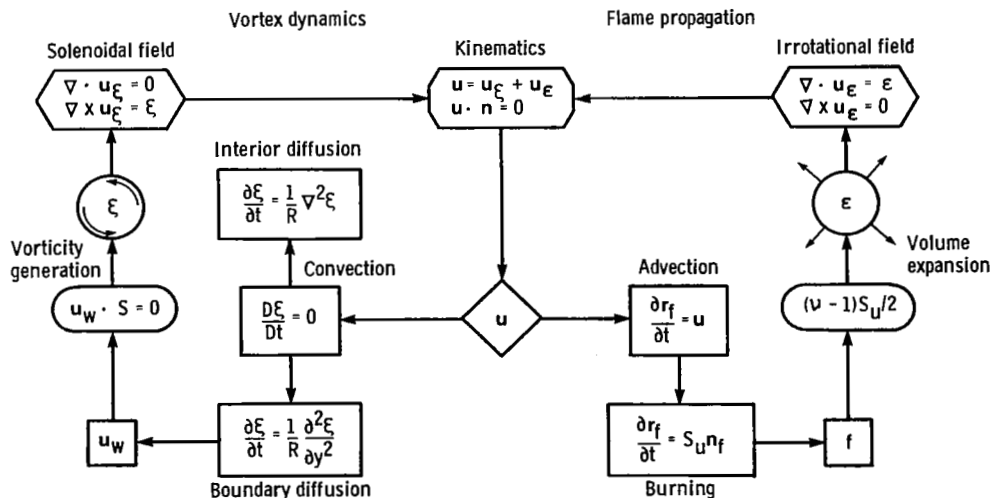 Vortex dynamics
Flame propagation
Solenoidal field
Kinematics
Irrotational field
∇ · u_ξ = 0
∇ × u_ξ = ξ
u = u_ξ + u_ε
u · n = 0
∇ · u_ε = ε
∇ × u_ε = 0
Interior diffusion
∂ξ/∂t = 1/R ∇²ξ
ξ
ε
Vorticity
generation
Convection
Advection
Volume
expansion
u_w · S = 0
Dξ/Dt = 0
u
∂r_f/∂t = u
(ν - 1)S_u/2
u_w
∂ξ/∂t = 1/R ∂²ξ/∂y²
∂r_f/∂t = S_u n_f
f
Boundary diffusion
Burning